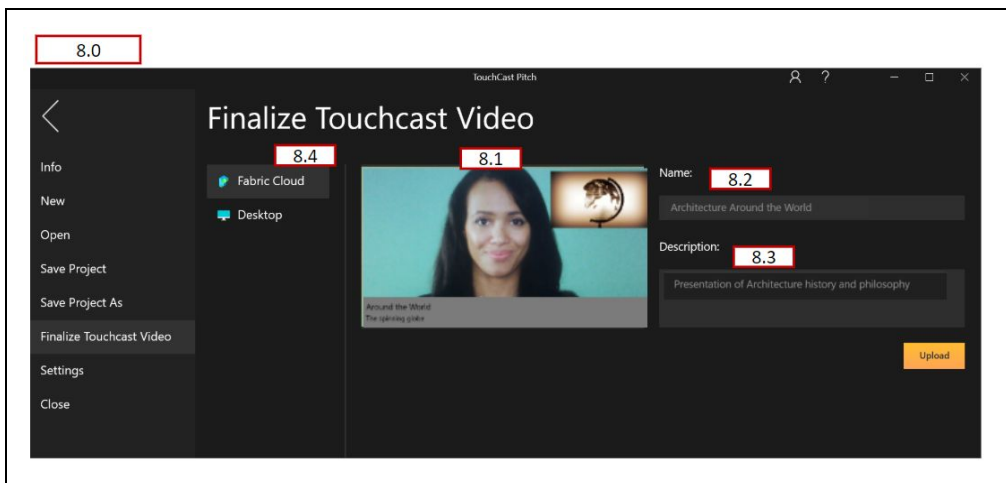 8.0
TouchCast Pitch
?
Finalize Touchcast Video
Info
New
Open
Save Project
Save Project As
Finalize Touchcast Video
Settings
Close
8.4
Fabric Cloud
Desktop
8.1
Around the World
The spinning globe
Name:
8.2
Architecture Around the World
Description:
8.3
Presentation of Architecture history and philosophy
Upload